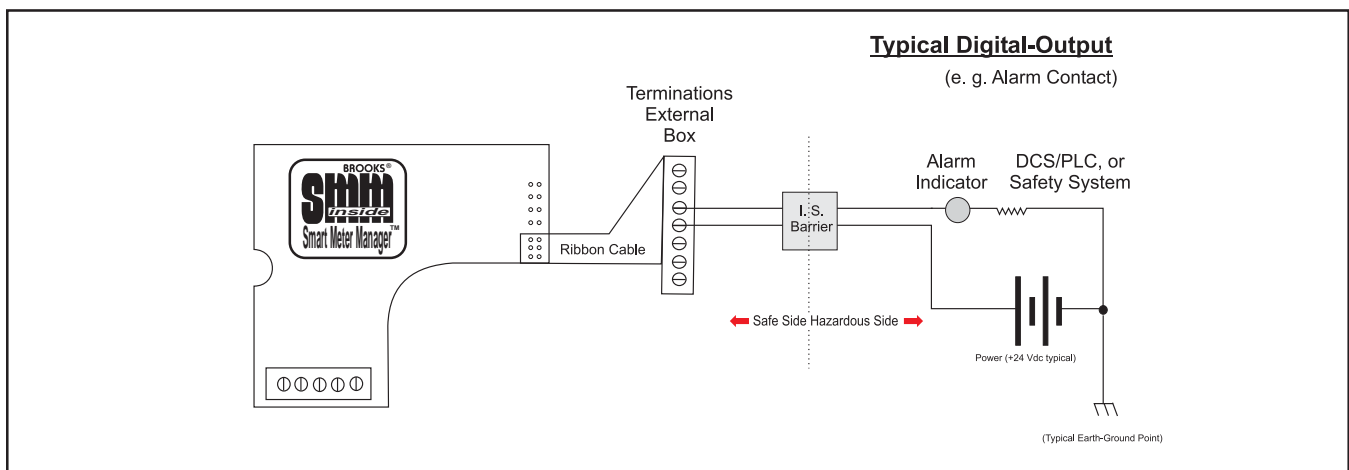 Typical Digital-Output
(e. g. Alarm Contact)
Terminations
External
Box
BROOKS®
smm
inside
Smart Meter Manager™
Ribbon Cable
I. S.
Barrier
Alarm
Indicator
DCS/PLC, or
Safety System
Safe Side Hazardous Side
Power (+24 Vdc typical)
(Typical Earth-Ground Point)